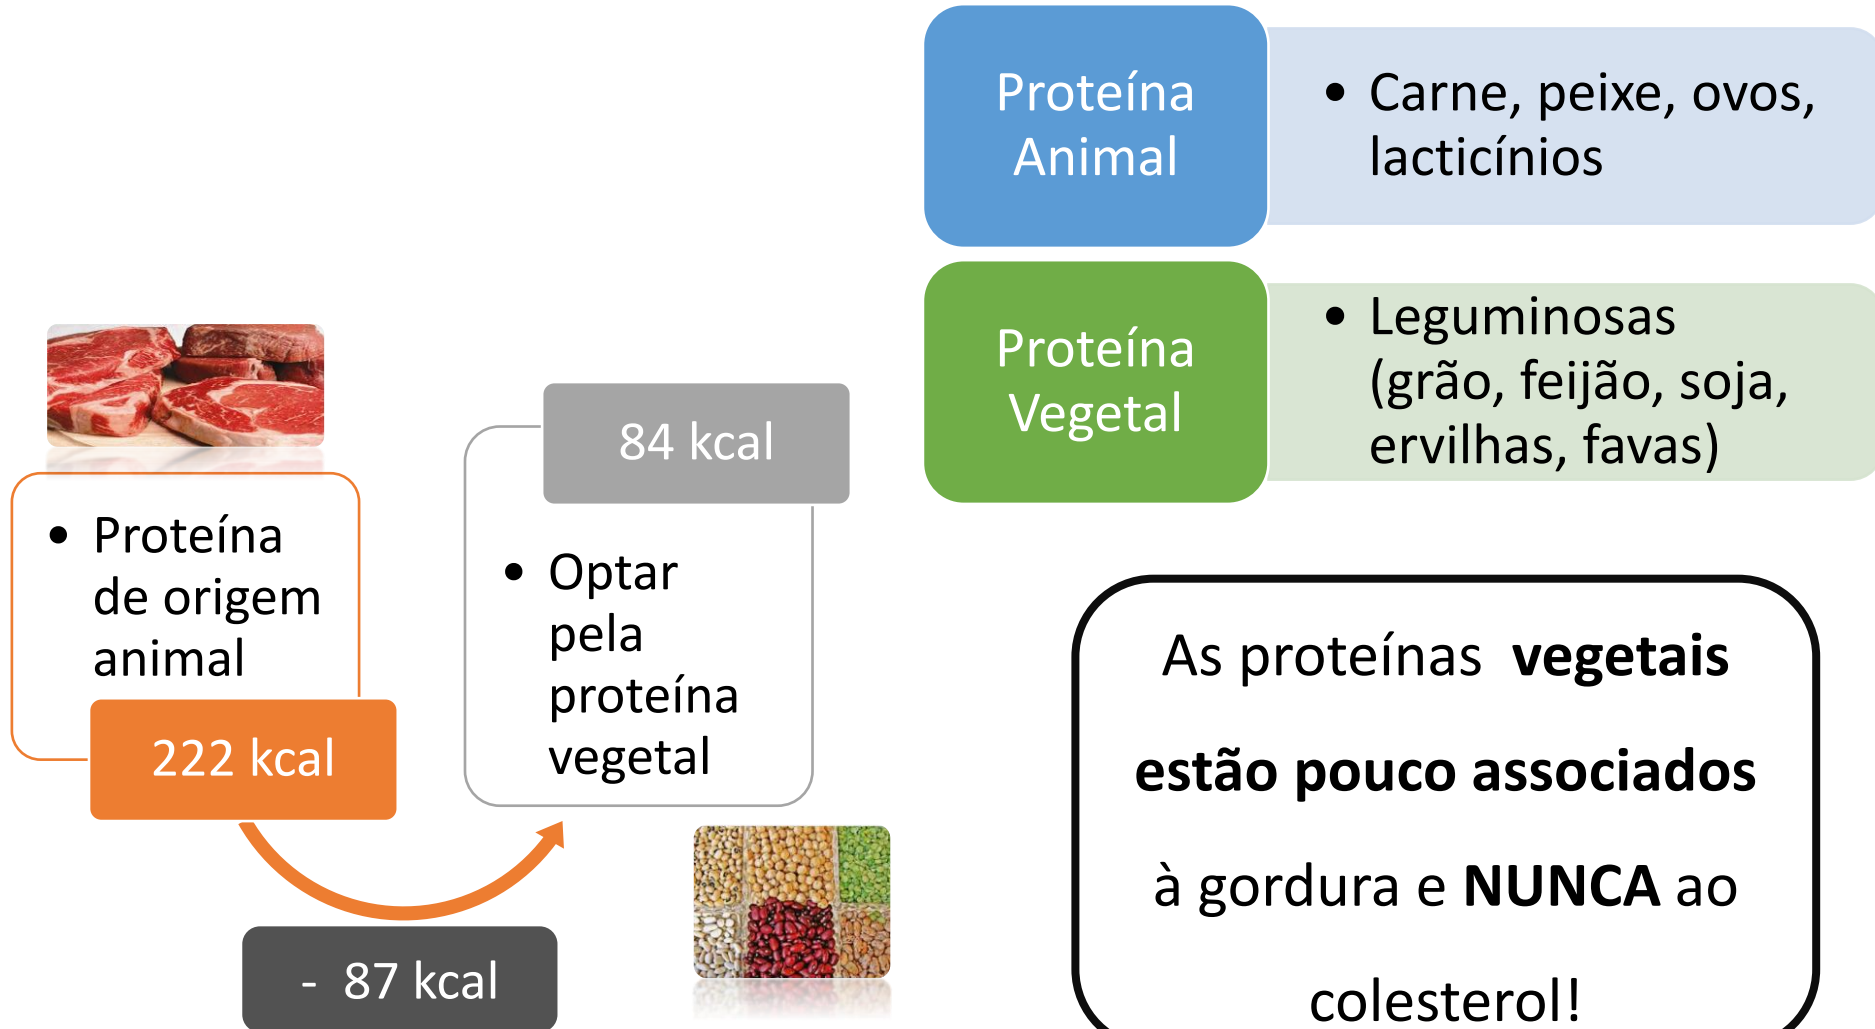 Proteína
Animal
• Carne, peixe, ovos,
lacticínios
Proteína
Vegetal
• Leguminosas
(grão, feijão, soja,
ervilhas, favas)
• Proteína
de origem
animal
222 kcal
84 kcal
• Optar
pela
proteína
vegetal
- 87 kcal
As proteínas vegetais
estão pouco associados
à gordura e NUNCA ao
colesterol!